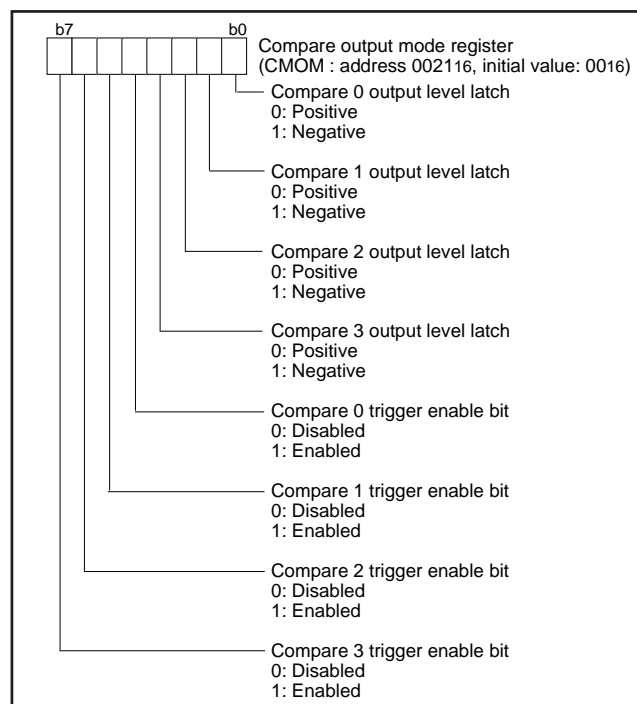 b7 b0
Compare output mode register
(CMOM : address 002116, initial value: 0016)
Compare 0 output level latch
0: Positive
1: Negative
Compare 1 output level latch
0: Positive
1: Negative
Compare 2 output level latch
0: Positive
1: Negative
Compare 3 output level latch
0: Positive
1: Negative
Compare 0 trigger enable bit
0: Disabled
1: Enabled
Compare 1 trigger enable bit
0: Disabled
1: Enabled
Compare 2 trigger enable bit
0: Disabled
1: Enabled
Compare 3 trigger enable bit
0: Disabled
1: Enabled